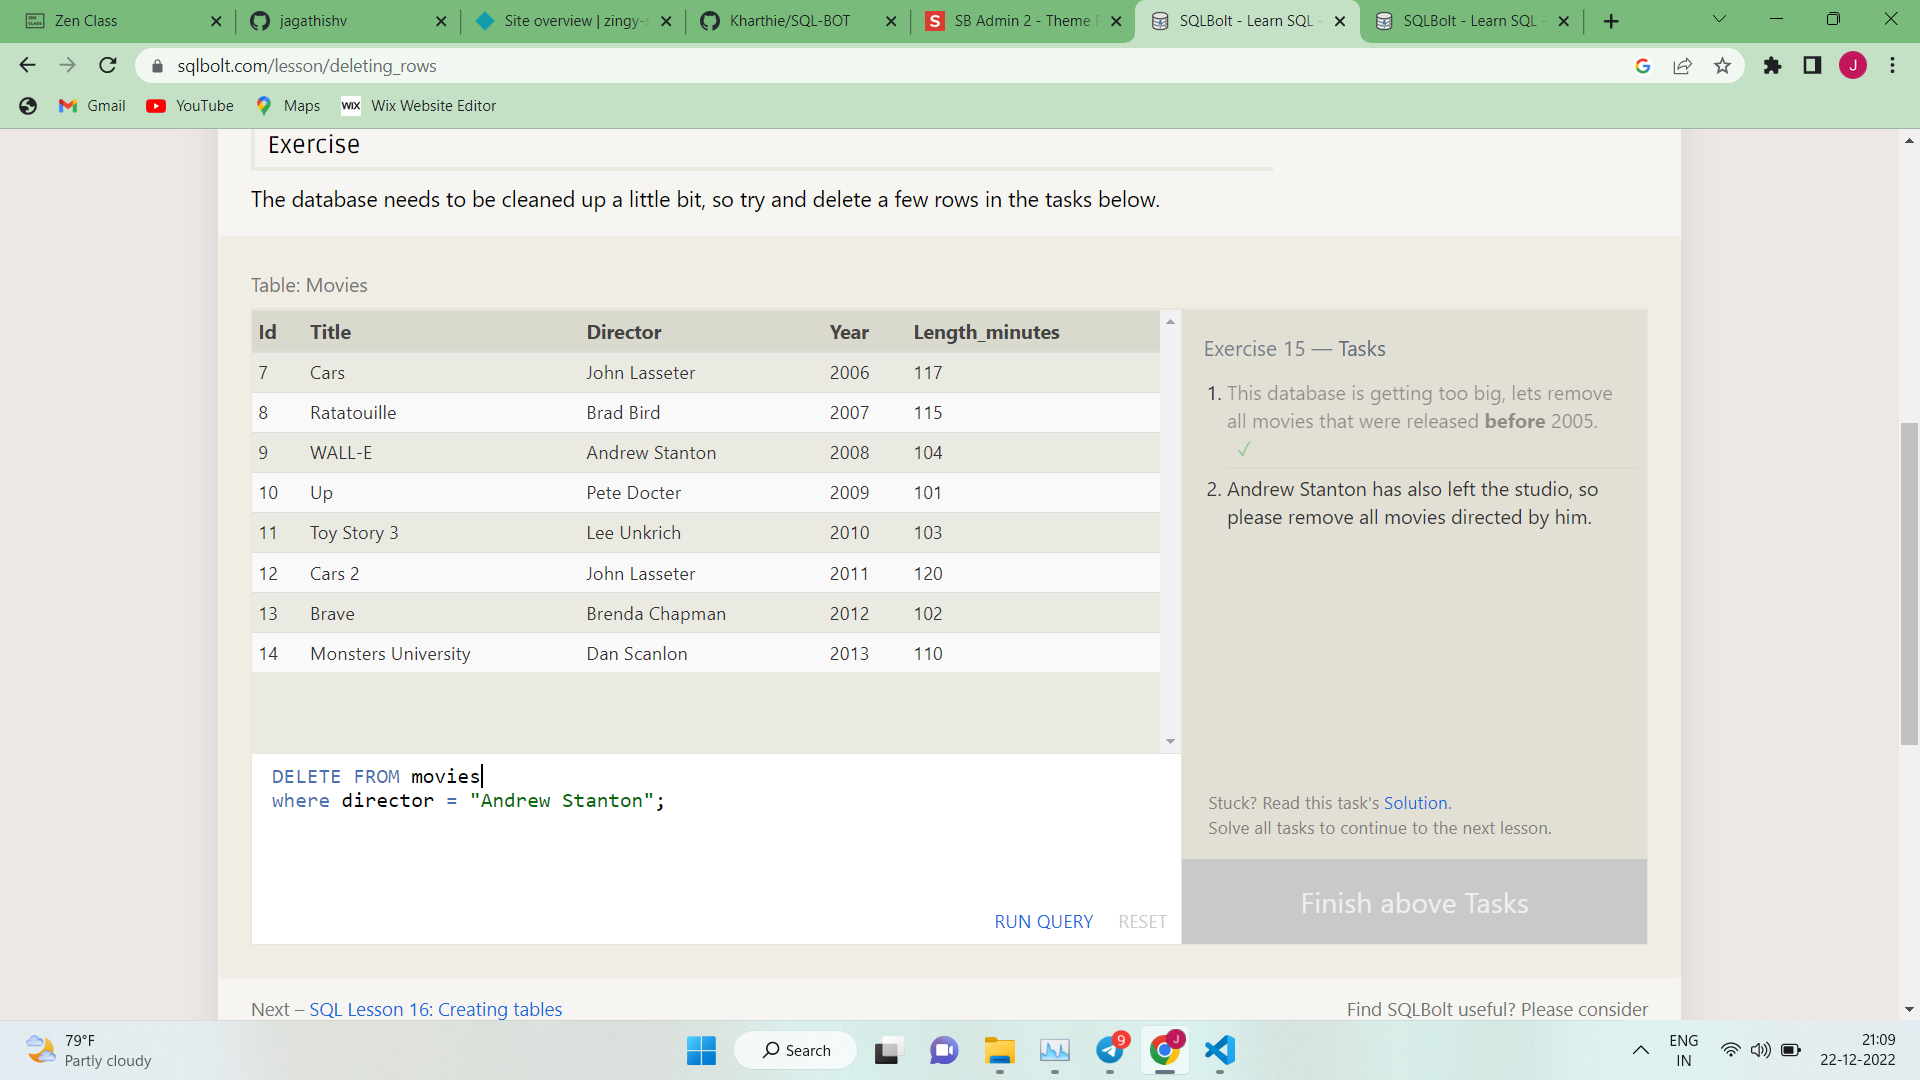 Zen Class
jagathishv
Site overview | zingy-s
Kharthie/SQL-BOT
SB Admin 2 - Theme P
SQLBolt - Learn SQL -
SQLBolt - Learn SQL -
sqlbolt.com/lesson/deleting_rows
J
Gmail
YouTube
Maps
WIX Wix Website Editor
Exercise
The database needs to be cleaned up a little bit, so try and delete a few rows in the tasks below.
Table: Movies
Id Title Director Year Length_minutes
7 Cars John Lasseter 2006 117
8 Ratatouille Brad Bird 2007 115
9 WALL-E Andrew Stanton 2008 104
10 Up Pete Docter 2009 101
11 Toy Story 3 Lee Unkrich 2010 103
12 Cars 2 John Lasseter 2011 120
13 Brave Brenda Chapman 2012 102
14 Monsters University Dan Scanlon 2013 110
DELETE FROM movies
where director = "Andrew Stanton";
RUN QUERY RESET
Exercise 15 — Tasks
1. This database is getting too big, lets remove
all movies that were released before 2005.
✓
2. Andrew Stanton has also left the studio, so
please remove all movies directed by him.
Stuck? Read this task's Solution.
Solve all tasks to continue to the next lesson.
Finish above Tasks
Next – SQL Lesson 16: Creating tables
Find SQLBolt useful? Please consider
79°F
Partly cloudy
Search
9
J
ENG
IN
21:09
22-12-2022